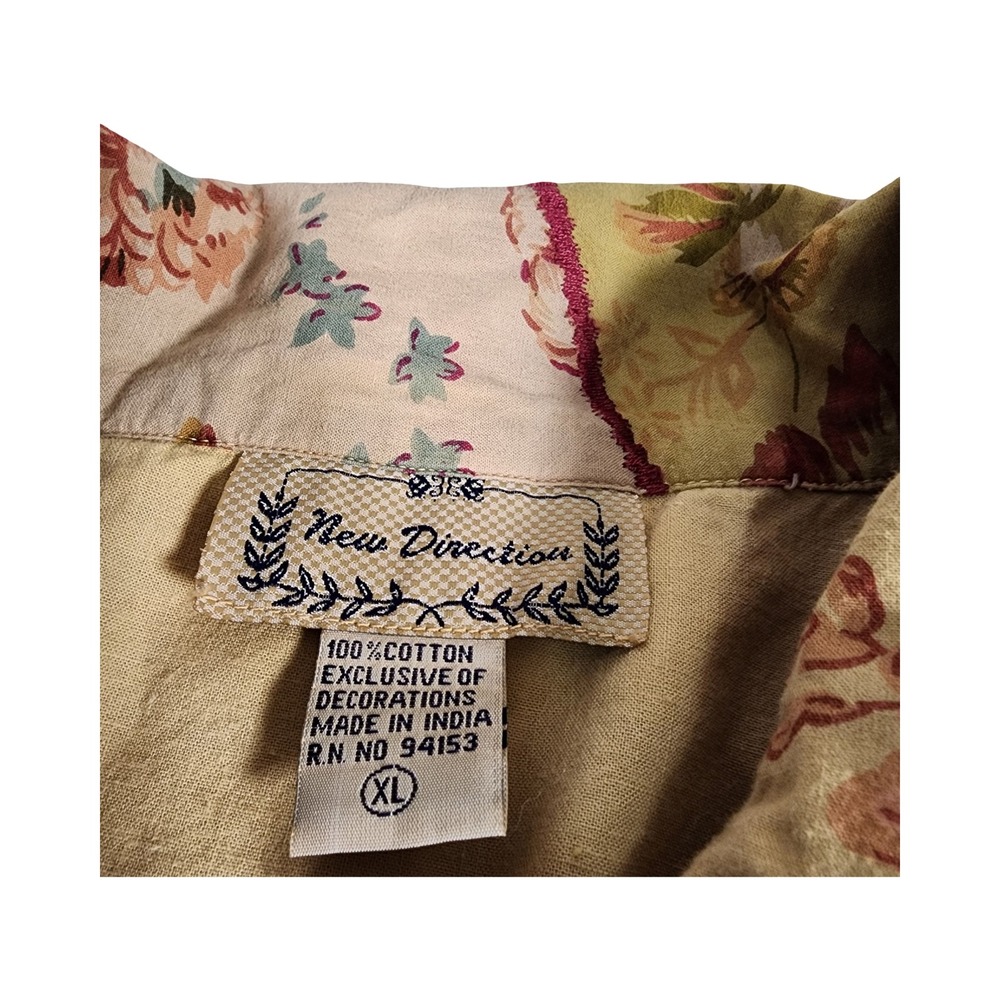 New Direction
100% COTTON
EXCLUSIVE OF
DECORATIONS
MADE IN INDIA
R.N. NO 94153
XL